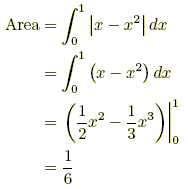 Area = ∫₀¹ |x − x²| dx
= ∫₀¹ (x − x²) dx
= (1/2 x² − 1/3 x³)|₀¹
= 1/6